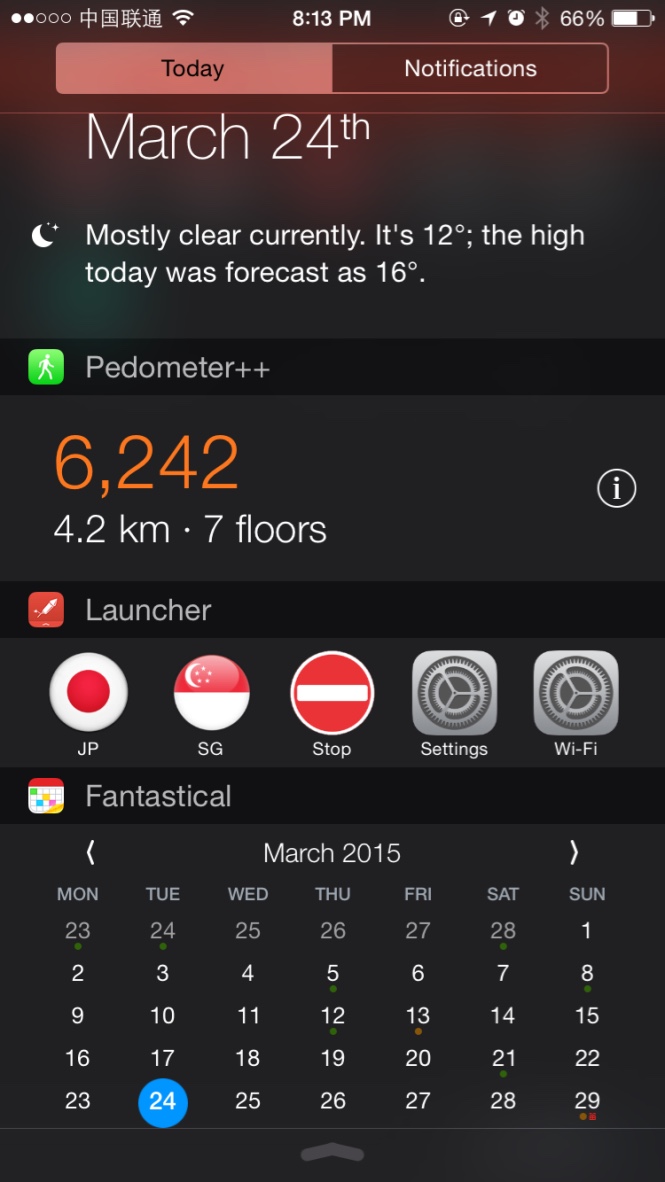 中国联通 8:13 PM 66%
Today Notifications
March 24th
Mostly clear currently. It's 12°; the high
today was forecast as 16°.
Pedometer++
6,242
4.2 km · 7 floors
i
Launcher
JP SG Stop Settings Wi-Fi
Fantastical
⟨ March 2015 ⟩
MON TUE WED THU FRI SAT SUN
23 24 25 26 27 28 1
2 3 4 5 6 7 8
9 10 11 12 13 14 15
16 17 18 19 20 21 22
23 24 25 26 27 28 29